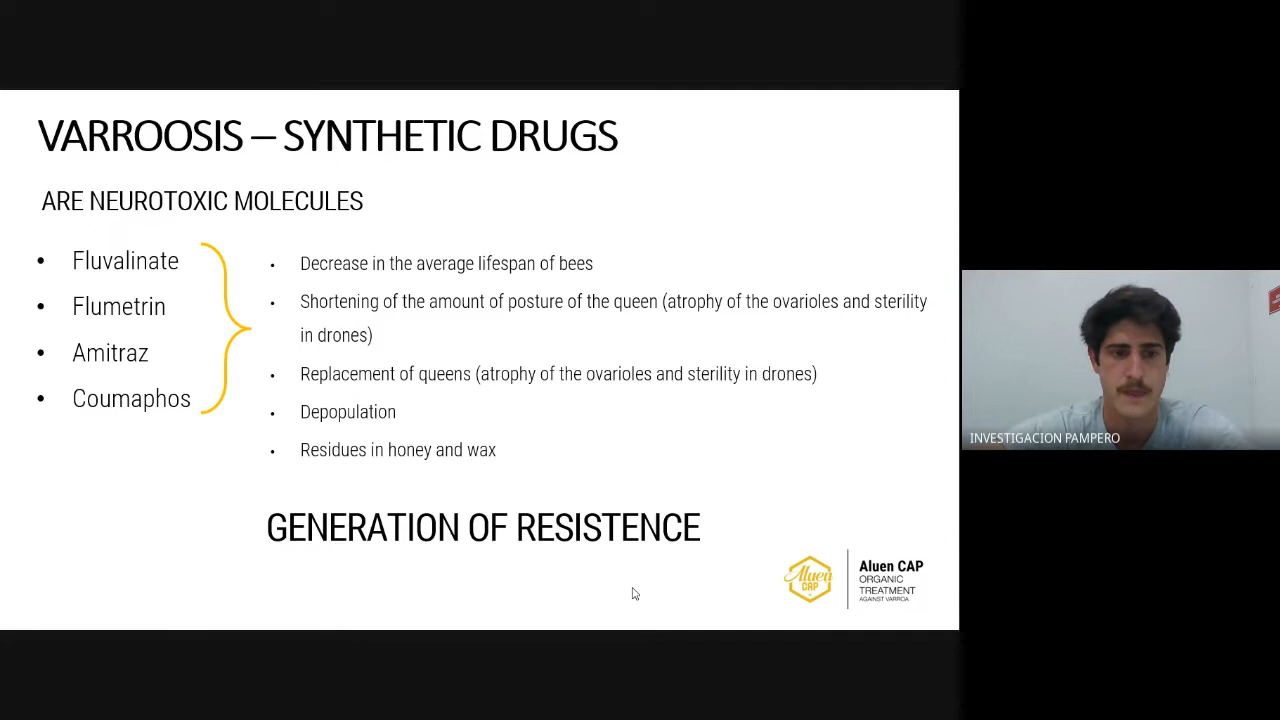 VARROOSIS – SYNTHETIC DRUGS
ARE NEUROTOXIC MOLECULES
• Fluvalinate
• Flumetrin
• Amitraz
• Coumaphos
• Decrease in the average lifespan of bees
• Shortening of the amount of posture of the queen (atrophy of the ovarioles and sterility
in drones)
• Replacement of queens (atrophy of the ovarioles and sterility in drones)
• Depopulation
• Residues in honey and wax
GENERATION OF RESISTENCE
Aluen
CAP
Aluen CAP
ORGANIC
TREATMENT
AGAINST VARROA
INVESTIGACION PAMPERO